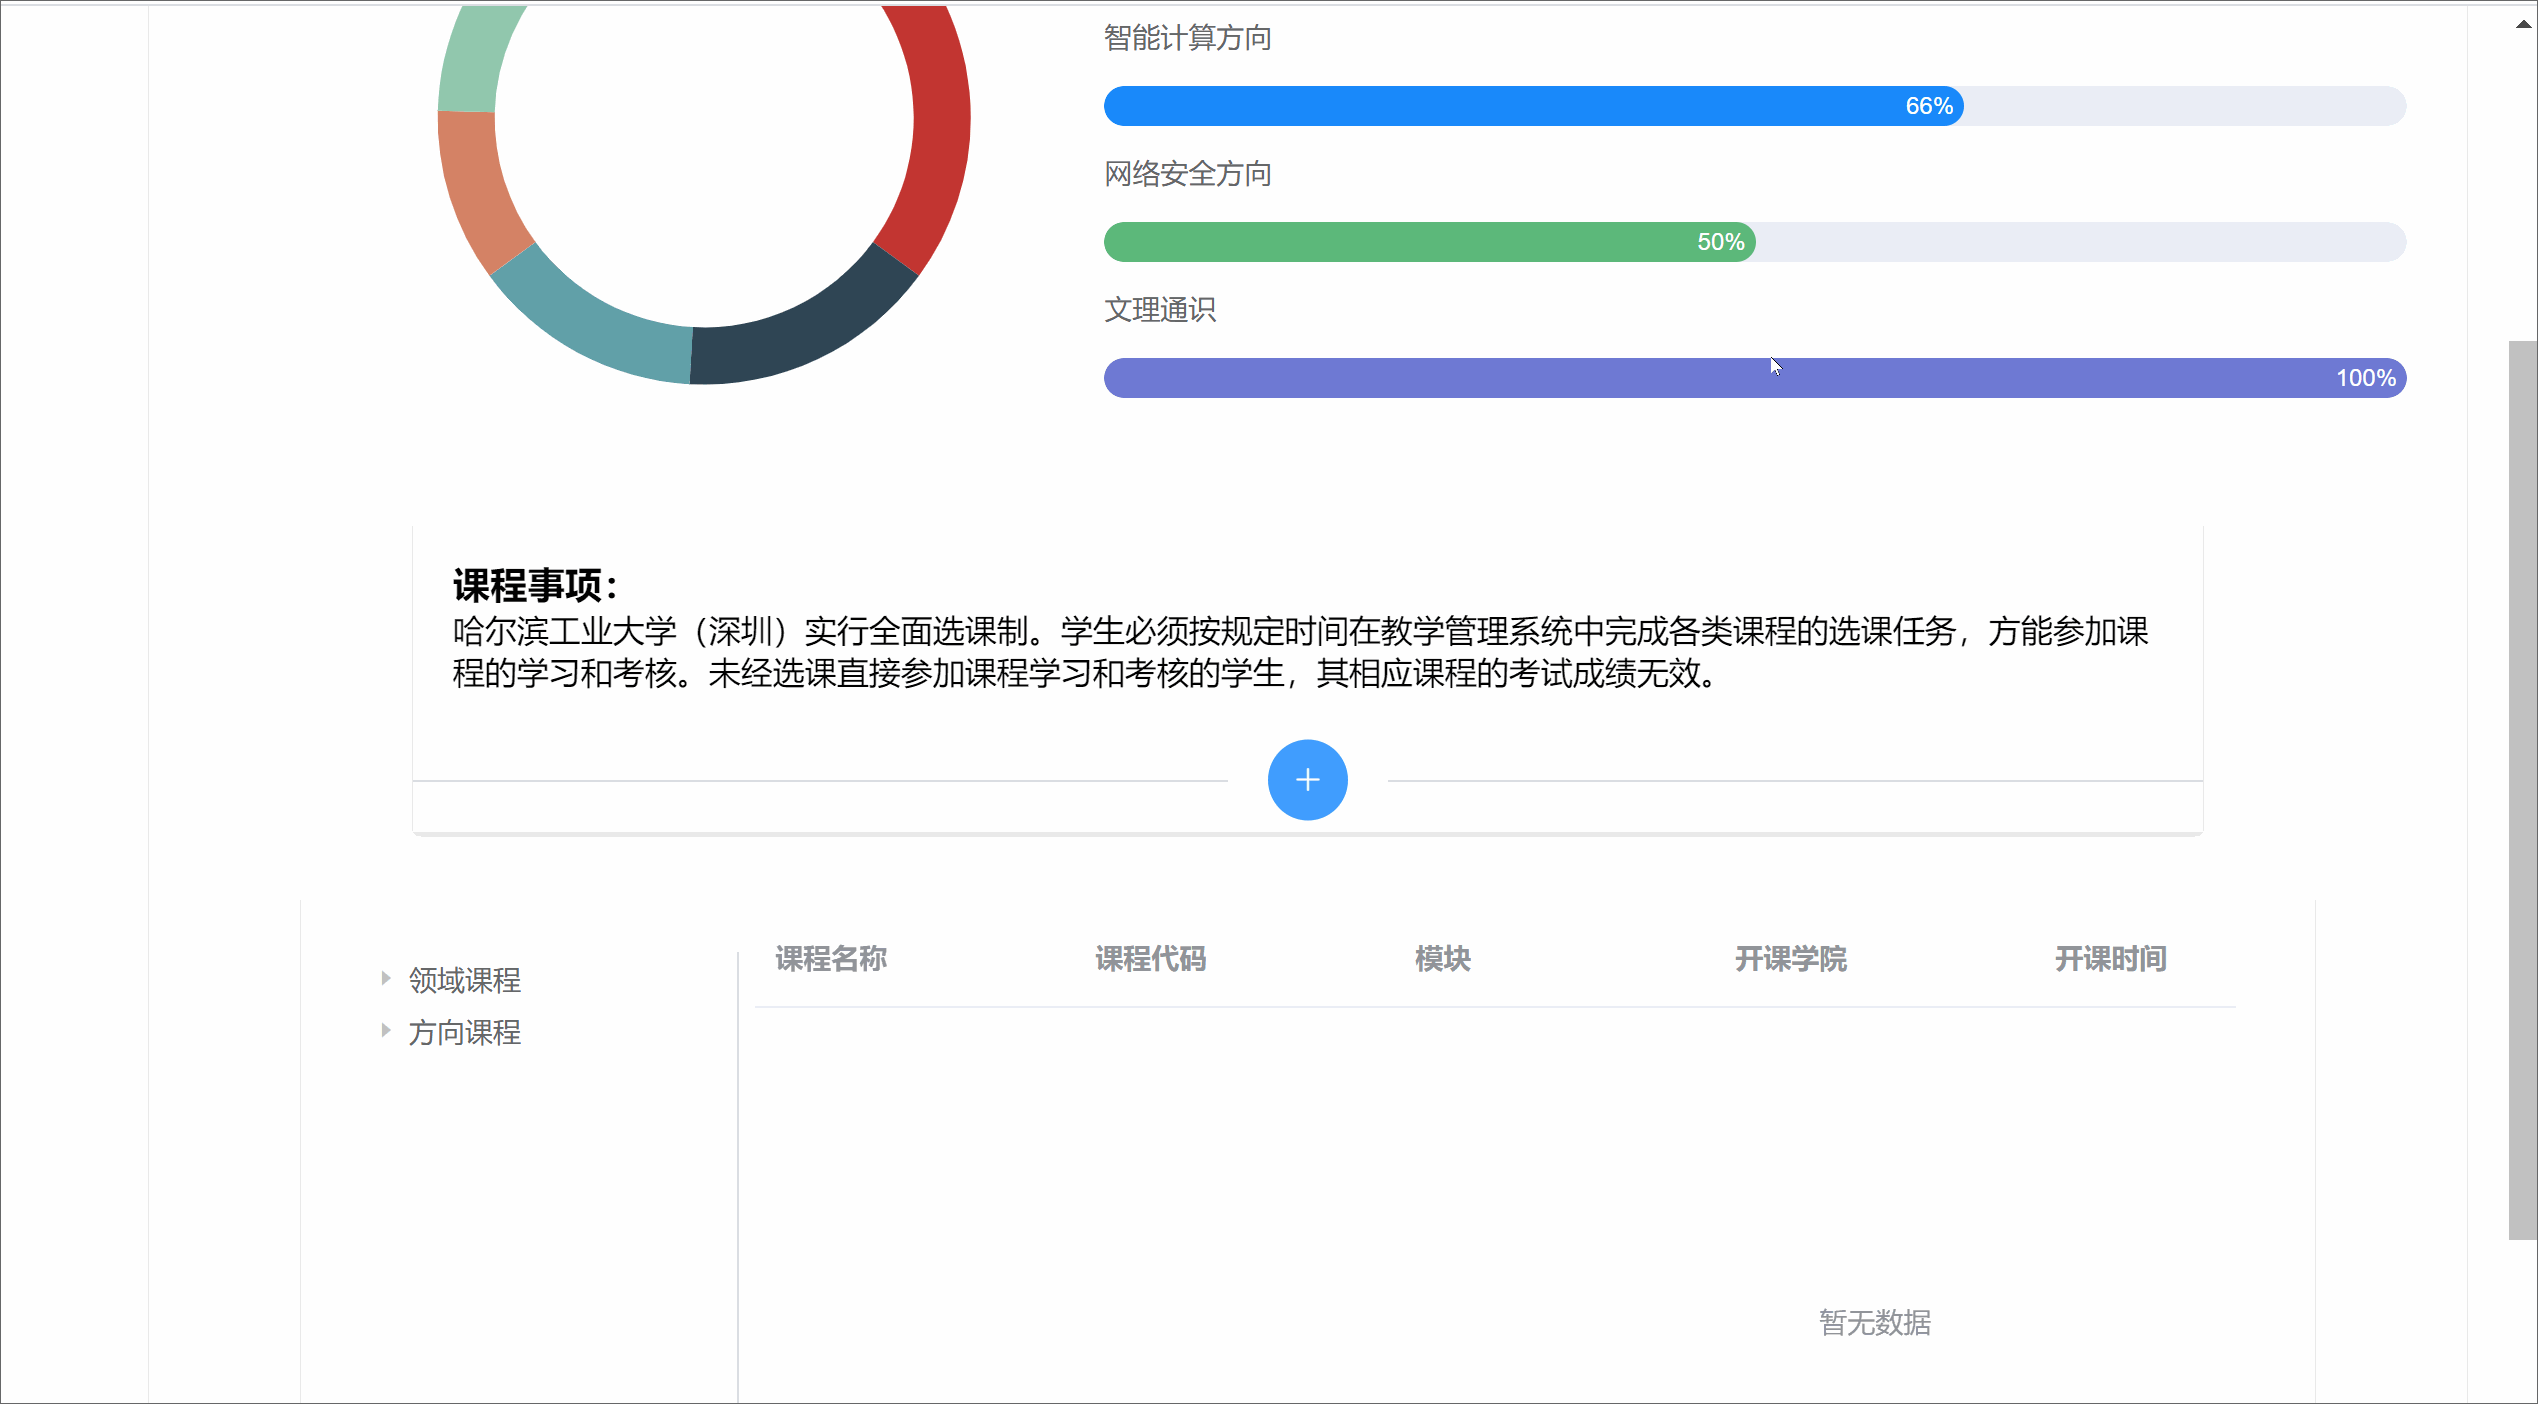 智能计算方向
66%
网络安全方向
50%
文理通识
100%
课程事项：
哈尔滨工业大学（深圳）实行全面选课制。学生必须按规定时间在教学管理系统中完成各类课程的选课任务，方能参加课
程的学习和考核。未经选课直接参加课程学习和考核的学生，其相应课程的考试成绩无效。
领域课程
方向课程
课程名称 课程代码 模块 开课学院 开课时间
暂无数据